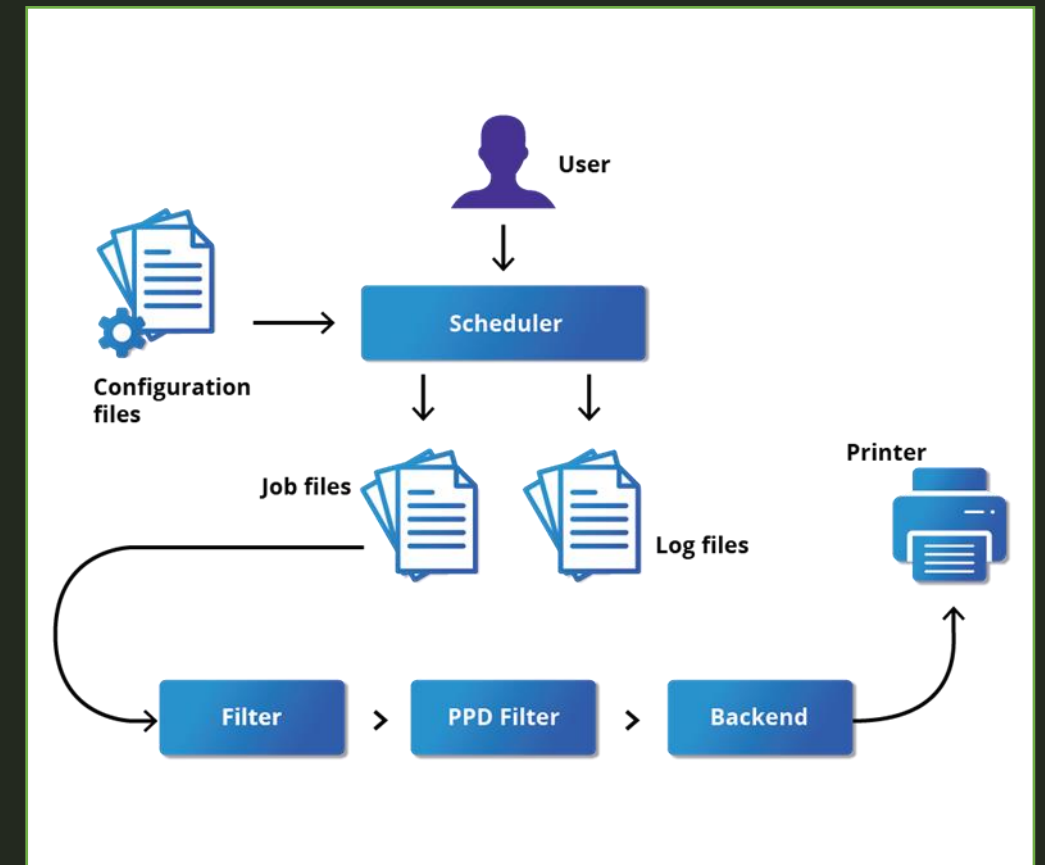 User
Scheduler
Configuration
files
Printer
Job files
Log files
Filter
>
PPD Filter
>
Backend